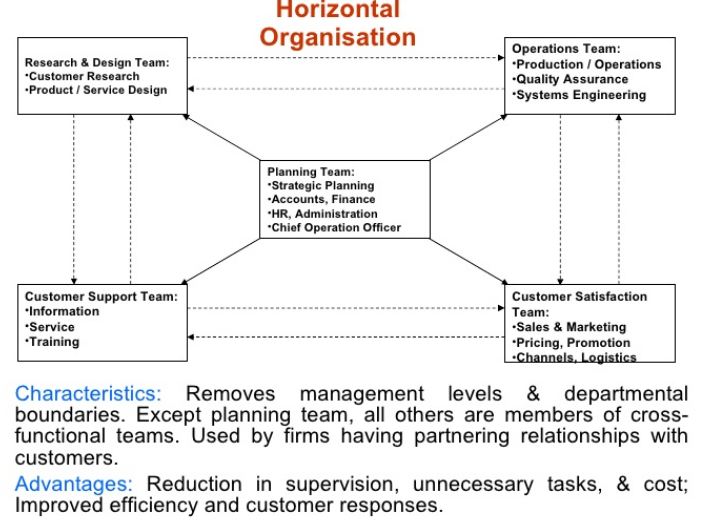 Horizontal
Organisation
Research & Design Team:
•Customer Research
•Product / Service Design
Operations Team:
•Production / Operations
•Quality Assurance
•Systems Engineering
Planning Team:
•Strategic Planning
•Accounts, Finance
•HR, Administration
•Chief Operation Officer
Customer Support Team:
•Information
•Service
•Training
Customer Satisfaction
Team:
•Sales & Marketing
•Pricing, Promotion
•Channels, Logistics
Characteristics: Removes management levels & departmental
boundaries. Except planning team, all others are members of cross-
functional teams. Used by firms having partnering relationships with
customers.
Advantages: Reduction in supervision, unnecessary tasks, & cost;
Improved efficiency and customer responses.